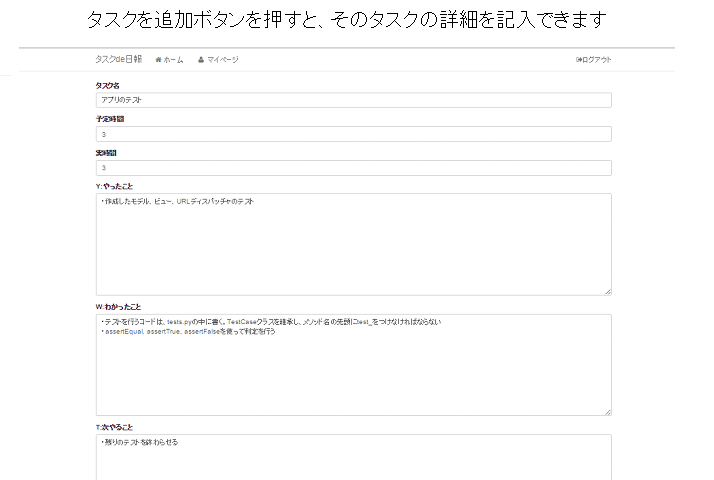 タスクを追加ボタンを押すと、そのタスクの詳細を記入できます
タスクde日報 ホーム マイページ ログアウト
タスク名
アプリのテスト
予定時間
3
実時間
3
Y:やったこと
・作成したモデル、ビュー、URLディスパッチャのテスト
W:わかったこと
・テストを行うコードは、tests.pyの中に書く。TestCaseクラスを継承し、メソッド名の先頭にtest_をつけなければならない
・assertEqual、assertTrue、assertFalseを使って判定を行う
T:次やること
・残りのテストを終わらせる